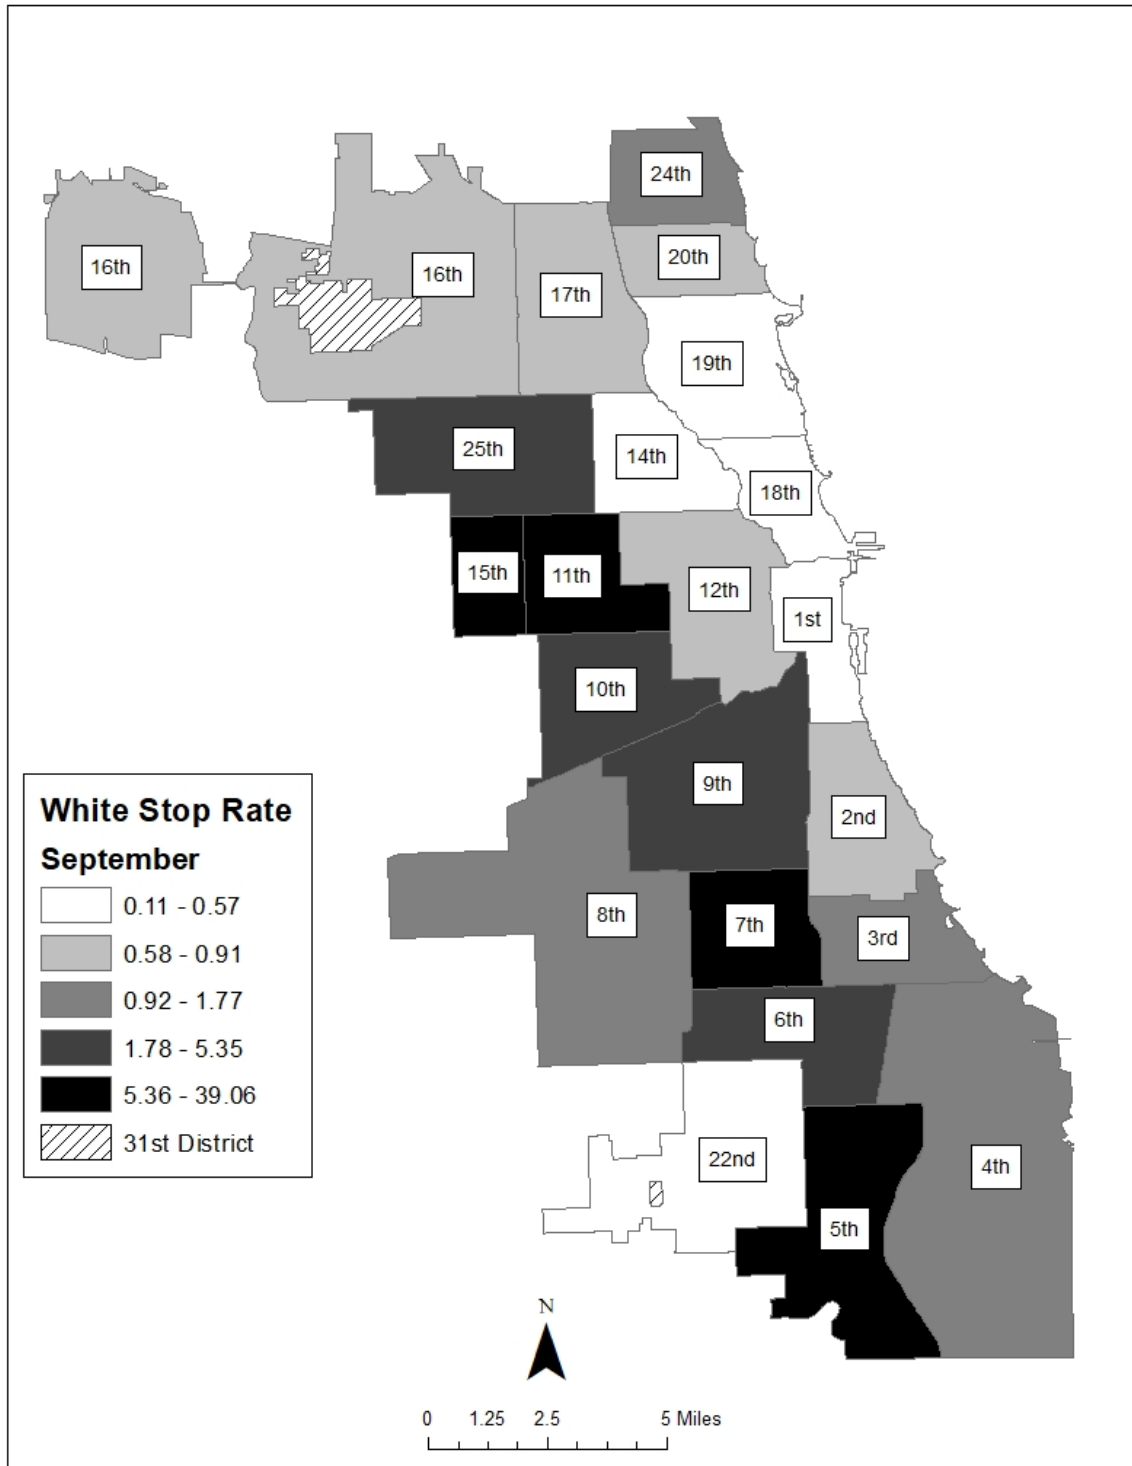 24th
20th
16th
16th
17th
19th
25th
14th
18th
15th
11th
12th
1st
10th
9th
2nd
8th
7th
3rd
6th
22nd
4th
5th
White Stop Rate
September
0.11 - 0.57
0.58 - 0.91
0.92 - 1.77
1.78 - 5.35
5.36 - 39.06
31st District
N
0 1.25 2.5 5 Miles